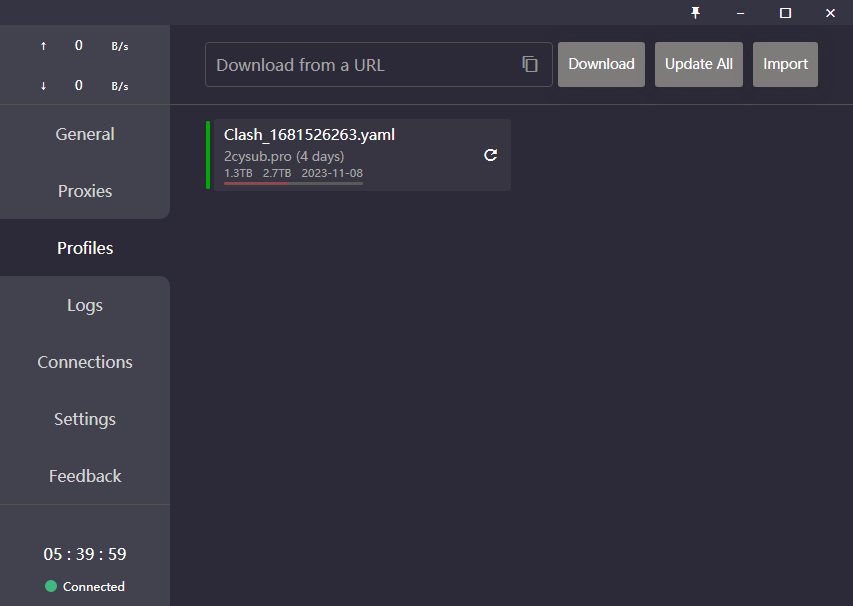 ↑ 0 B/s
↓ 0 B/s
General
Proxies
Profiles
Logs
Connections
Settings
Feedback
05 : 39 : 59
Connected
Download from a URL
Download
Update All
Import
Clash_1681526263.yaml
2cysub.pro (4 days)
1.3TB 2.7TB 2023-11-08